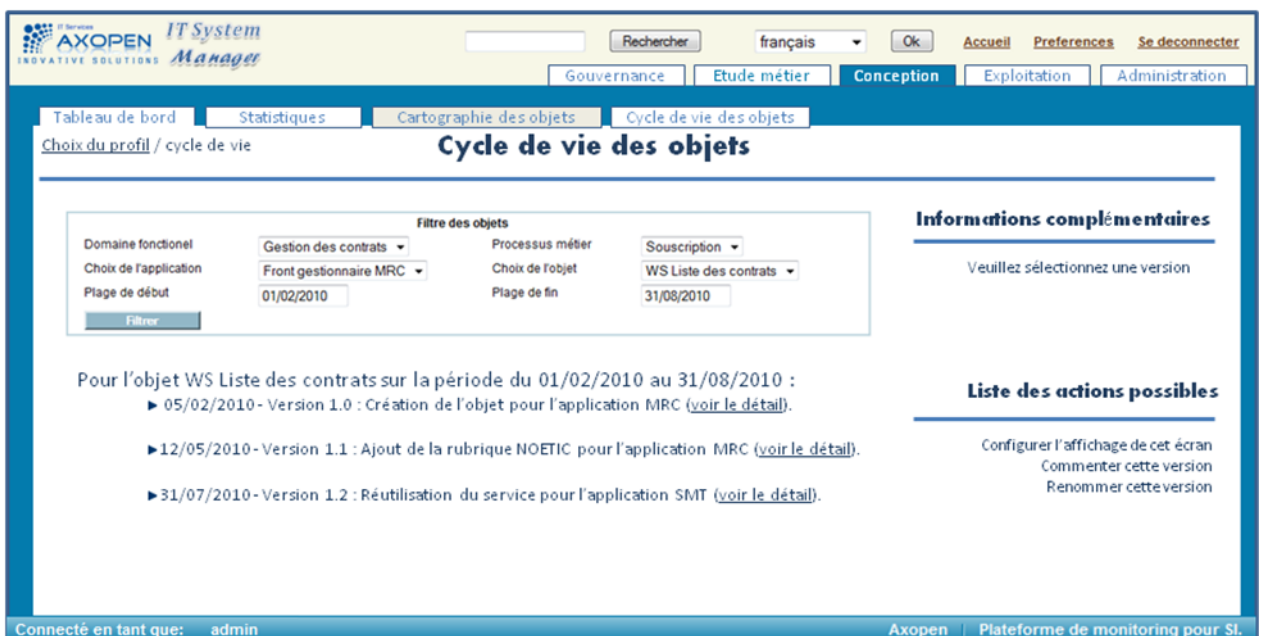 IT Services
AXOPEN
INOVATIVE SOLUTIONS
IT System
Manager
Rechercher français Ok Accueil Preferences Se deconnecter
Gouvernance Etude métier Conception Exploitation Administration
Tableau de bord Statistiques Cartographie des objets Cycle de vie des objets
Choix du profil / cycle de vie
Cycle de vie des objets
Filtre des objets
Domaine fonctionel Gestion des contrats Processus métier Souscription
Choix de l'application Front gestionnaire MRC Choix de l'objet WS Liste des contrats
Plage de début 01/02/2010 Plage de fin 31/08/2010
Filtrer
Informations complémentaires
Veuillez sélectionnez une version
Pour l'objet WS Liste des contrats sur la période du 01/02/2010 au 31/08/2010 :
► 05/02/2010 - Version 1.0 : Création de l'objet pour l'application MRC (voir le détail).
►12/05/2010 - Version 1.1 : Ajout de la rubrique NOETIC pour l'application MRC (voir le détail).
►31/07/2010 - Version 1.2 : Réutilisation du service pour l'application SMT (voir le détail).
Liste des actions possibles
Configurer l'affichage de cet écran
Commenter cette version
Renommer cette version
Connecté en tant que: admin
Axopen | Plateforme de monitoring pour SI.